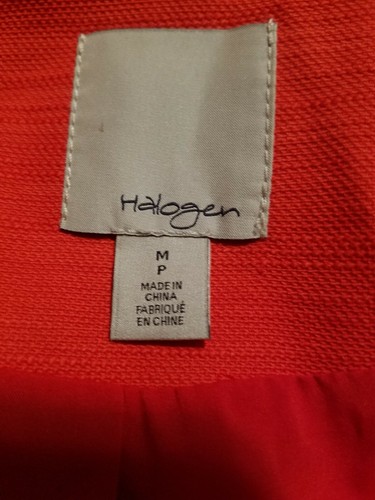 Halogen
M
P
MADE IN
CHINA
FABRIQUÉ
EN CHINE